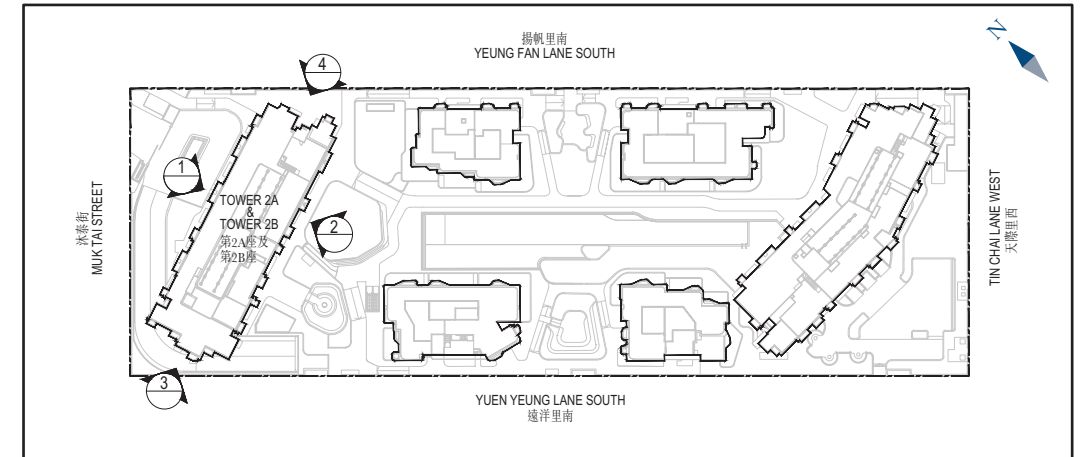 揚帆里南
YEUNG FAN LANE SOUTH
N
4
1
TOWER 2A
&
TOWER 2B
第2A座及
第2B座
2
沐泰街
MUK TAI STREET
TIN CHAI LANE WEST
天際里西
3
YUEN YEUNG LANE SOUTH
遠洋里南